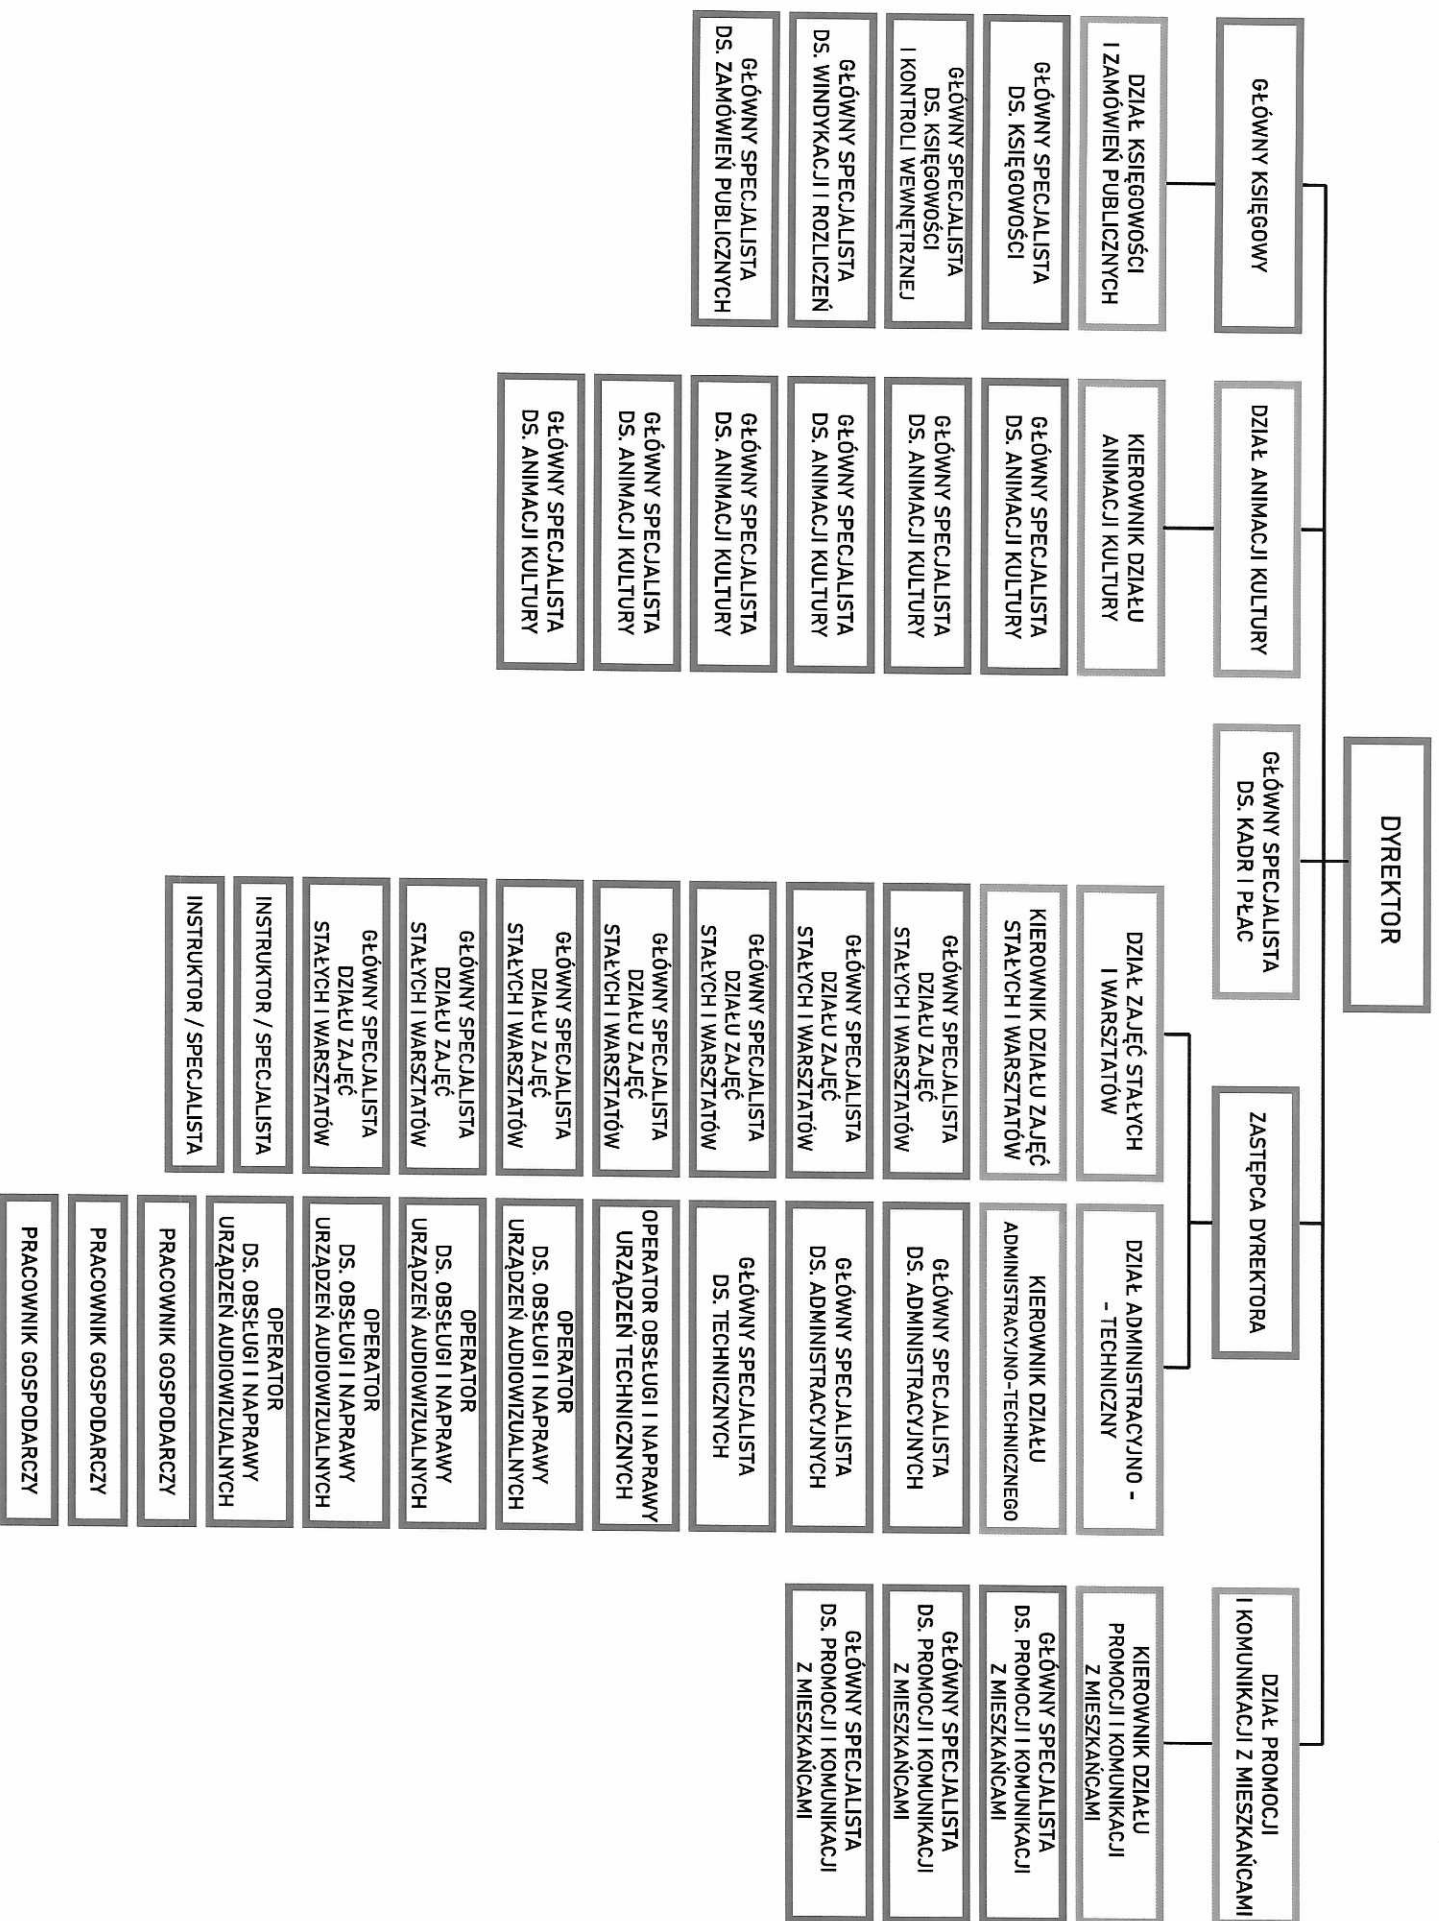 DYREKTOR
GŁÓWNY KSIĘGOWY
DZIAŁ KSIĘGOWOŚCI
I ZAMÓWIEŃ PUBLICZNYCH
GŁÓWNY SPECJALISTA
DS. KSIĘGOWOŚCI
GŁÓWNY SPECJALISTA
DS. KSIĘGOWOŚCI
I KONTROLI WEWNĘTRZNEJ
GŁÓWNY SPECJALISTA
DS. WINDYKACJI I ROZLICZEŃ
GŁÓWNY SPECJALISTA
DS. ZAMÓWIEŃ PUBLICZNYCH
DZIAŁ ANIMACJI KULTURY
KIEROWNIK DZIAŁU
ANIMACJI KULTURY
GŁÓWNY SPECJALISTA
DS. ANIMACJI KULTURY
GŁÓWNY SPECJALISTA
DS. ANIMACJI KULTURY
GŁÓWNY SPECJALISTA
DS. ANIMACJI KULTURY
GŁÓWNY SPECJALISTA
DS. ANIMACJI KULTURY
GŁÓWNY SPECJALISTA
DS. ANIMACJI KULTURY
GŁÓWNY SPECJALISTA
DS. ANIMACJI KULTURY
GŁÓWNY SPECJALISTA
DS. KADR I PŁAC
ZASTĘPCA DYREKTORA
DZIAŁ ZAJĘĆ STAŁYCH
I WARSZTATÓW
KIEROWNIK DZIAŁU ZAJĘĆ
STAŁYCH I WARSZTATÓW
GŁÓWNY SPECJALISTA
DZIAŁU ZAJĘĆ
STAŁYCH I WARSZTATÓW
GŁÓWNY SPECJALISTA
DZIAŁU ZAJĘĆ
STAŁYCH I WARSZTATÓW
GŁÓWNY SPECJALISTA
DZIAŁU ZAJĘĆ
STAŁYCH I WARSZTATÓW
GŁÓWNY SPECJALISTA
DZIAŁU ZAJĘĆ
STAŁYCH I WARSZTATÓW
GŁÓWNY SPECJALISTA
DZIAŁU ZAJĘĆ
STAŁYCH I WARSZTATÓW
GŁÓWNY SPECJALISTA
DZIAŁU ZAJĘĆ
STAŁYCH I WARSZTATÓW
GŁÓWNY SPECJALISTA
DZIAŁU ZAJĘĆ
STAŁYCH I WARSZTATÓW
INSTRUKTOR / SPECJALISTA
INSTRUKTOR / SPECJALISTA
DZIAŁ ADMINISTRACYJNO -
- TECHNICZNY
KIEROWNIK DZIAŁU
ADMINISTRACYJNO-TECHNICZNEGO
GŁÓWNY SPECJALISTA
DS. ADMINISTRACYJNYCH
GŁÓWNY SPECJALISTA
DS. ADMINISTRACYJNYCH
GŁÓWNY SPECJALISTA
DS. TECHNICZNYCH
OPERATOR OBSŁUGI I NAPRAWY
URZĄDZEŃ TECHNICZNYCH
OPERATOR
DS. OBSŁUGI I NAPRAWY
URZĄDZEŃ AUDIOWIZUALNYCH
OPERATOR
DS. OBSŁUGI I NAPRAWY
URZĄDZEŃ AUDIOWIZUALNYCH
OPERATOR
DS. OBSŁUGI I NAPRAWY
URZĄDZEŃ AUDIOWIZUALNYCH
OPERATOR
DS. OBSŁUGI I NAPRAWY
URZĄDZEŃ AUDIOWIZUALNYCH
PRACOWNIK GOSPODARCZY
PRACOWNIK GOSPODARCZY
PRACOWNIK GOSPODARCZY
DZIAŁ PROMOCJI
I KOMUNIKACJI Z MIESZKAŃCAMI
KIEROWNIK DZIAŁU
PROMOCJI I KOMUNIKACJI
Z MIESZKAŃCAMI
GŁÓWNY SPECJALISTA
DS. PROMOCJI I KOMUNIKACJI
Z MIESZKAŃCAMI
GŁÓWNY SPECJALISTA
DS. PROMOCJI I KOMUNIKACJI
Z MIESZKAŃCAMI
GŁÓWNY SPECJALISTA
DS. PROMOCJI I KOMUNIKACJI
Z MIESZKAŃCAMI